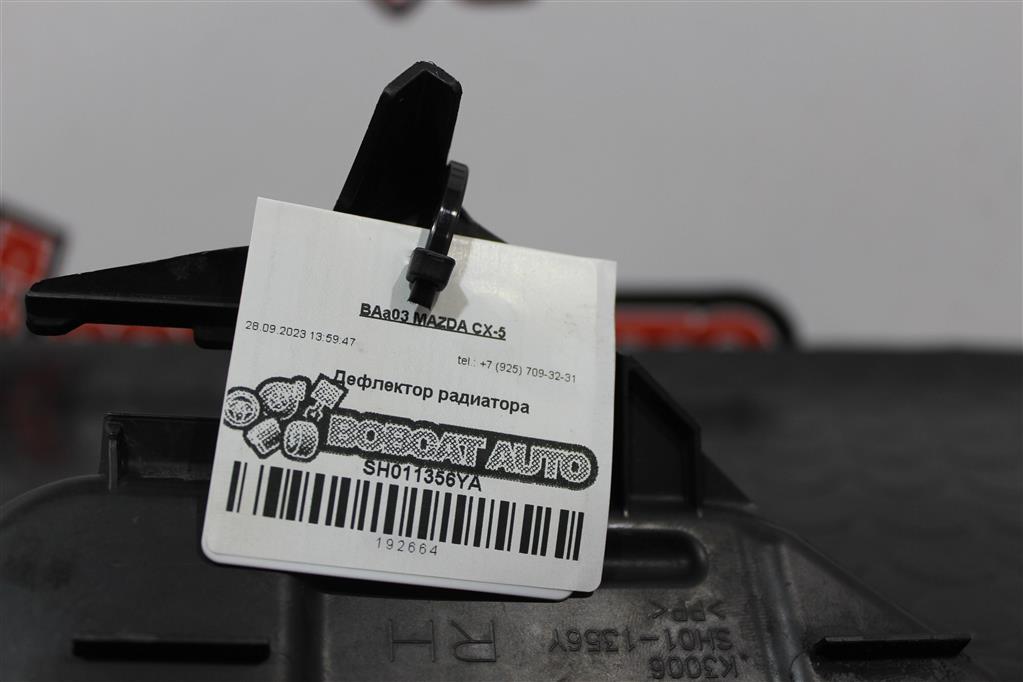 BAa03 MAZDA CX-5
28.09.2023 13:59:47
tel.: +7 (925) 709-32-31
Дефлектор радиатора
BOBCAT AUTO
SH011356YA
192664
RH
>PP<
SH01-1356Y
K3006